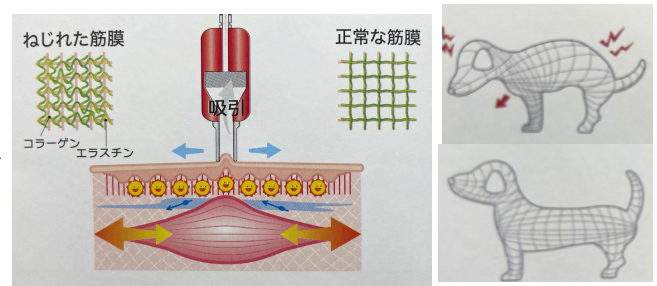 ねじれた筋膜
正常な筋膜
吸引
コラーゲン
エラスチン